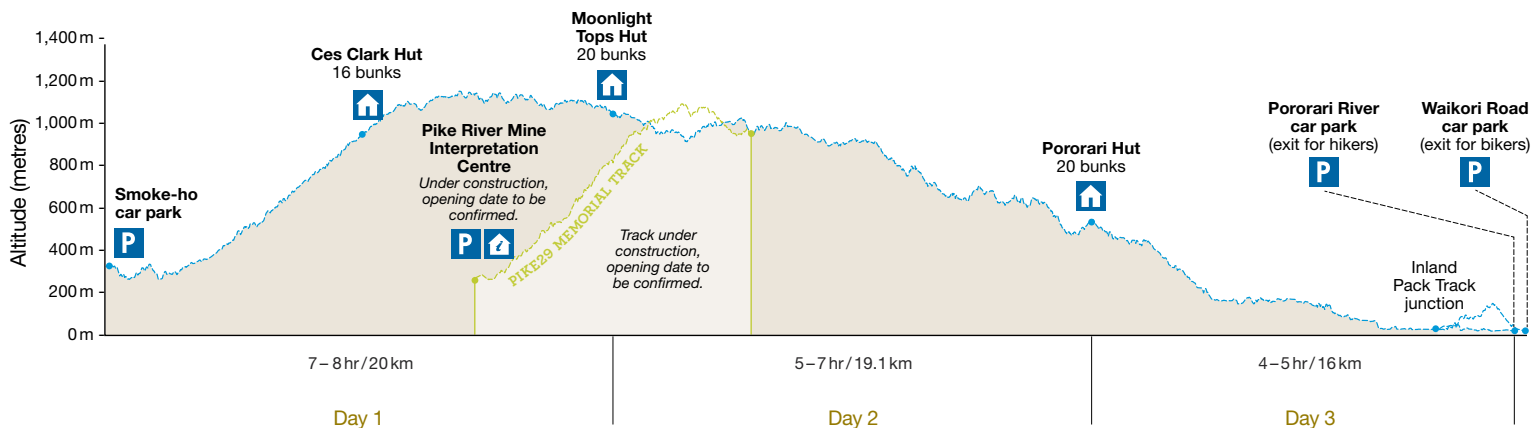 Altitude (metres)
1,400 m
1,200 m
1,000 m
800 m
600 m
400 m
200 m
0 m
Smoke-ho
car park
P
Ces Clark Hut
16 bunks
Pike River Mine
Interpretation
Centre
Under construction,
opening date to be
confirmed.
P i
PIKE29 MEMORIAL TRACK
Moonlight
Tops Hut
20 bunks
Track under
construction,
opening date to
be confirmed.
Pororari Hut
20 bunks
Inland
Pack Track
junction
Pororari River
car park
(exit for hikers)
P
Waikori Road
car park
(exit for bikers)
P
7–8 hr/20 km
5–7 hr/19.1 km
4–5 hr/16 km
Day 1
Day 2
Day 3